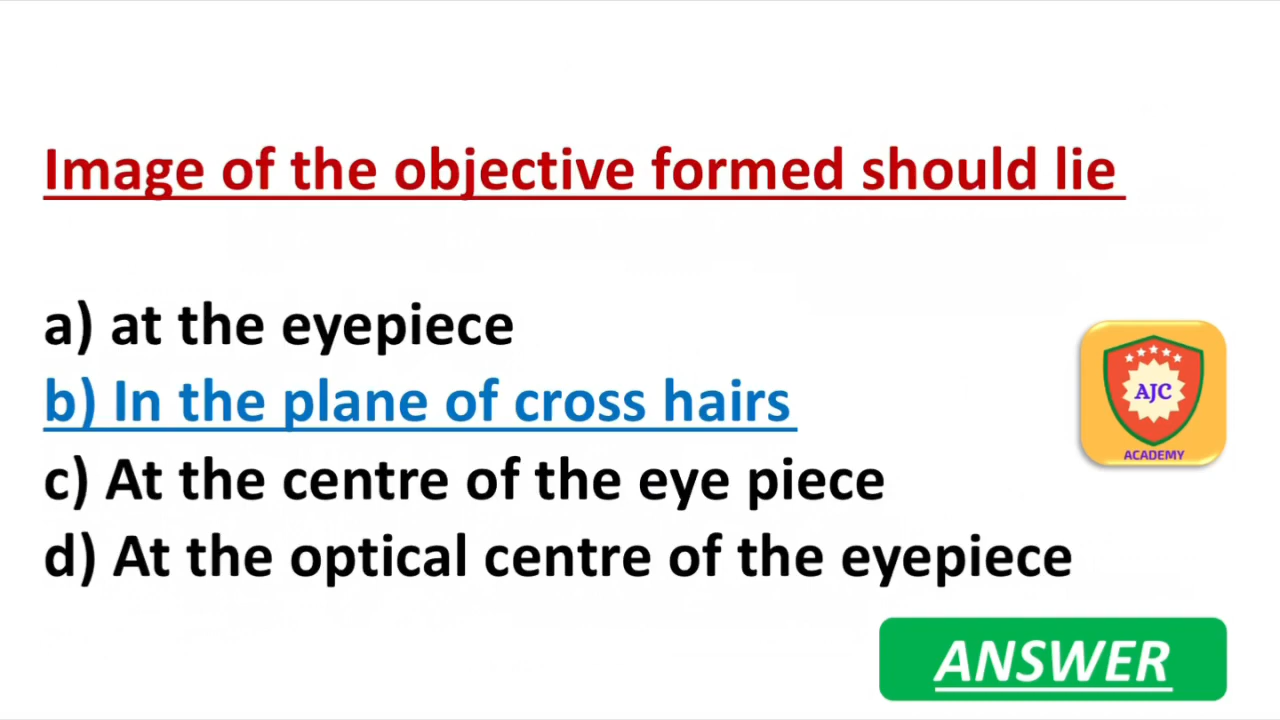 Image of the objective formed should lie
a) at the eyepiece
b) In the plane of cross hairs
c) At the centre of the eye piece
d) At the optical centre of the eyepiece
AJC
ACADEMY
ANSWER